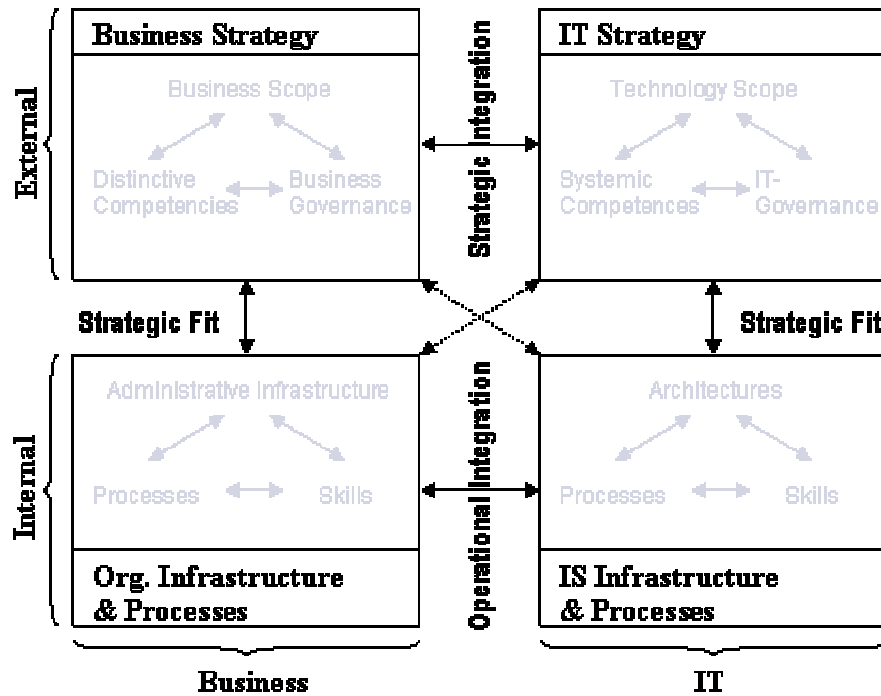 Business Strategy
IT Strategy
External
Business Scope
Distinctive
Competencies
Business
Governance
Strategic Integration
Technology Scope
Systemic
Competences
IT-
Governance
Strategic Fit
Strategic Fit
Internal
Administrative Infrastructure
Processes
Skills
Org. Infrastructure
& Processes
Operational Integration
Architectures
Processes
Skills
IS Infrastructure
& Processes
Business
IT